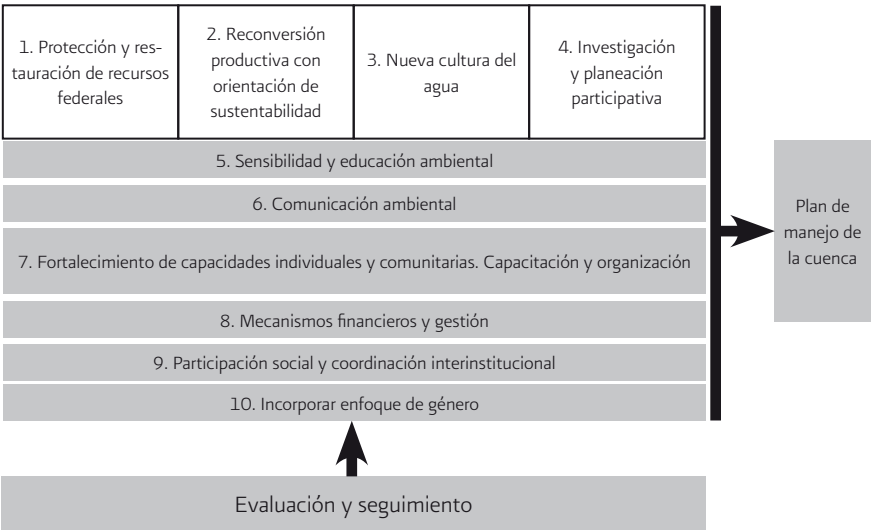 1. Protección y res-
tauración de recursos
federales
2. Reconversión
productiva con
orientación de
sustentabilidad
3. Nueva cultura del
agua
4. Investigación
y planeación
participativa
5. Sensibilidad y educación ambiental
6. Comunicación ambiental
7. Fortalecimiento de capacidades individuales y comunitarias. Capacitación y organización
8. Mecanismos financieros y gestión
9. Participación social y coordinación interinstitucional
10. Incorporar enfoque de género
Plan de
manejo de
la cuenca
Evaluación y seguimiento